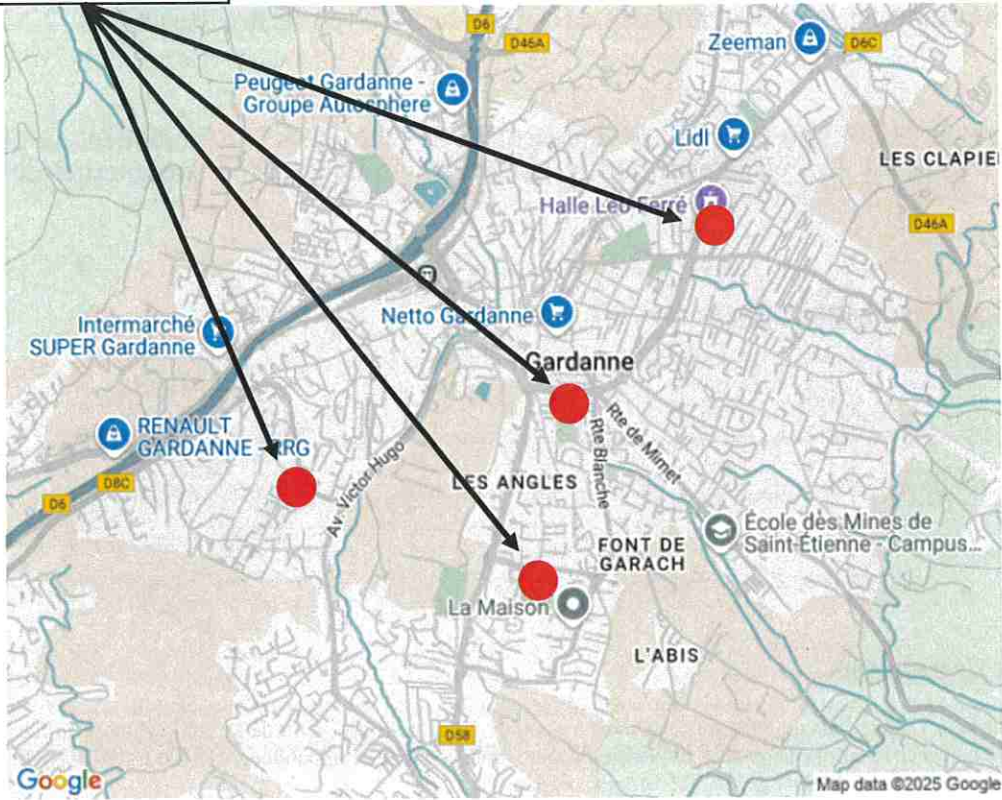 D6
D46A
Zeeman
D6C
Peugeot Gardanne -
Groupe Autosphere
Lidl
LES CLAPIE
Halle Léo Ferré
D46A
Netto Gardanne
Intermarché
SUPER Gardanne
Gardanne
RENAULT
GARDANNE - RRG
Rte de Mimet
Rte Blanche
Av. Victor Hugo
D8C
D6
LES ANGLES
École des Mines de
Saint-Étienne - Campus...
FONT DE
GARACH
La Maison
L'ABIS
D58
Google
Map data ©2025 Google